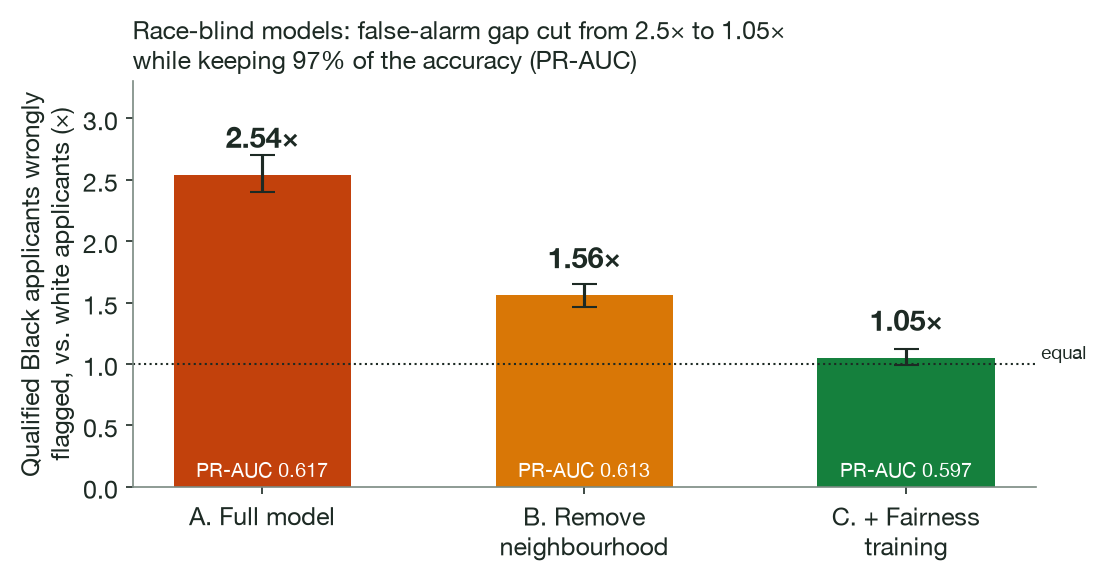 Race-blind models: false-alarm gap cut from 2.5× to 1.05×
while keeping 97% of the accuracy (PR-AUC)
Qualified Black applicants wrongly
flagged, vs. white applicants (×)
3.0
2.5
2.0
1.5
1.0
0.5
0.0
2.54×
1.56×
1.05×
equal
PR-AUC 0.617
PR-AUC 0.613
PR-AUC 0.597
A. Full model
B. Remove
neighbourhood
C. + Fairness
training